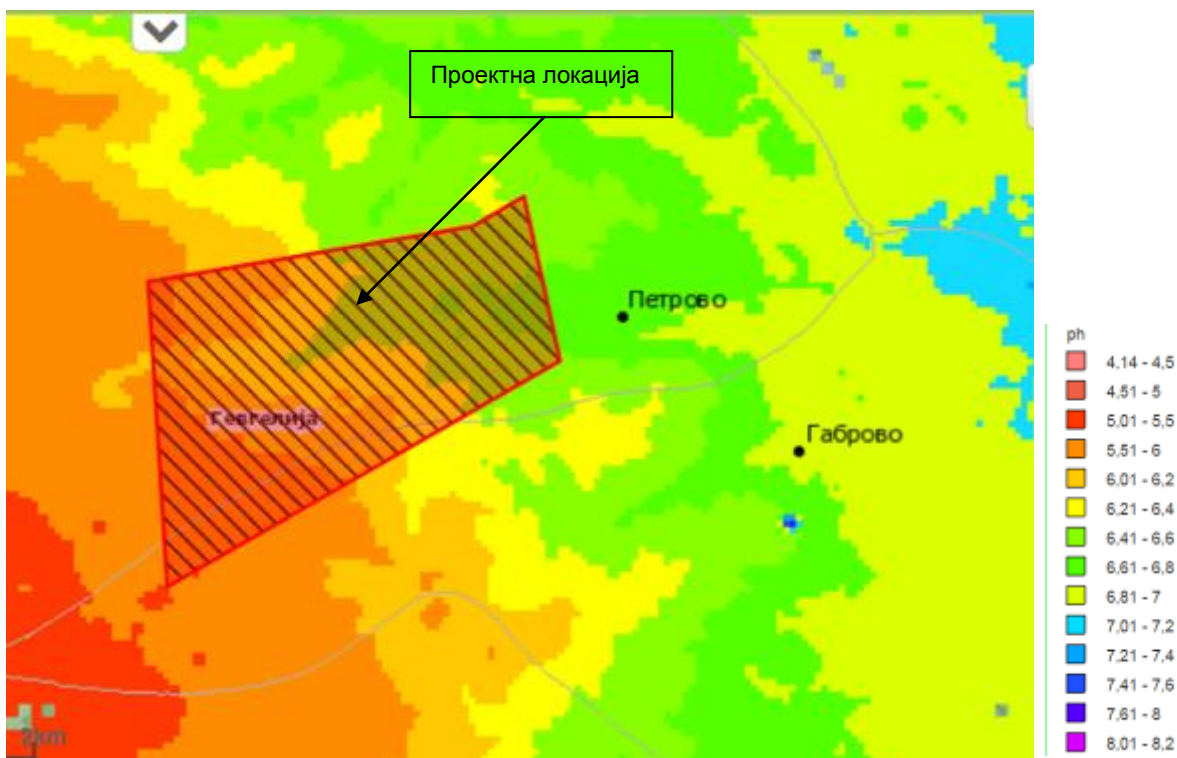 Проектна локација
Петрово
Гевгелија
Габрово
2km
ph
4,14 - 4,5
4,51 - 5
5,01 - 5,5
5,51 - 6
6,01 - 6,2
6,21 - 6,4
6,41 - 6,6
6,61 - 6,8
6,81 - 7
7,01 - 7,2
7,21 - 7,4
7,41 - 7,6
7,61 - 8
8,01 - 8,2